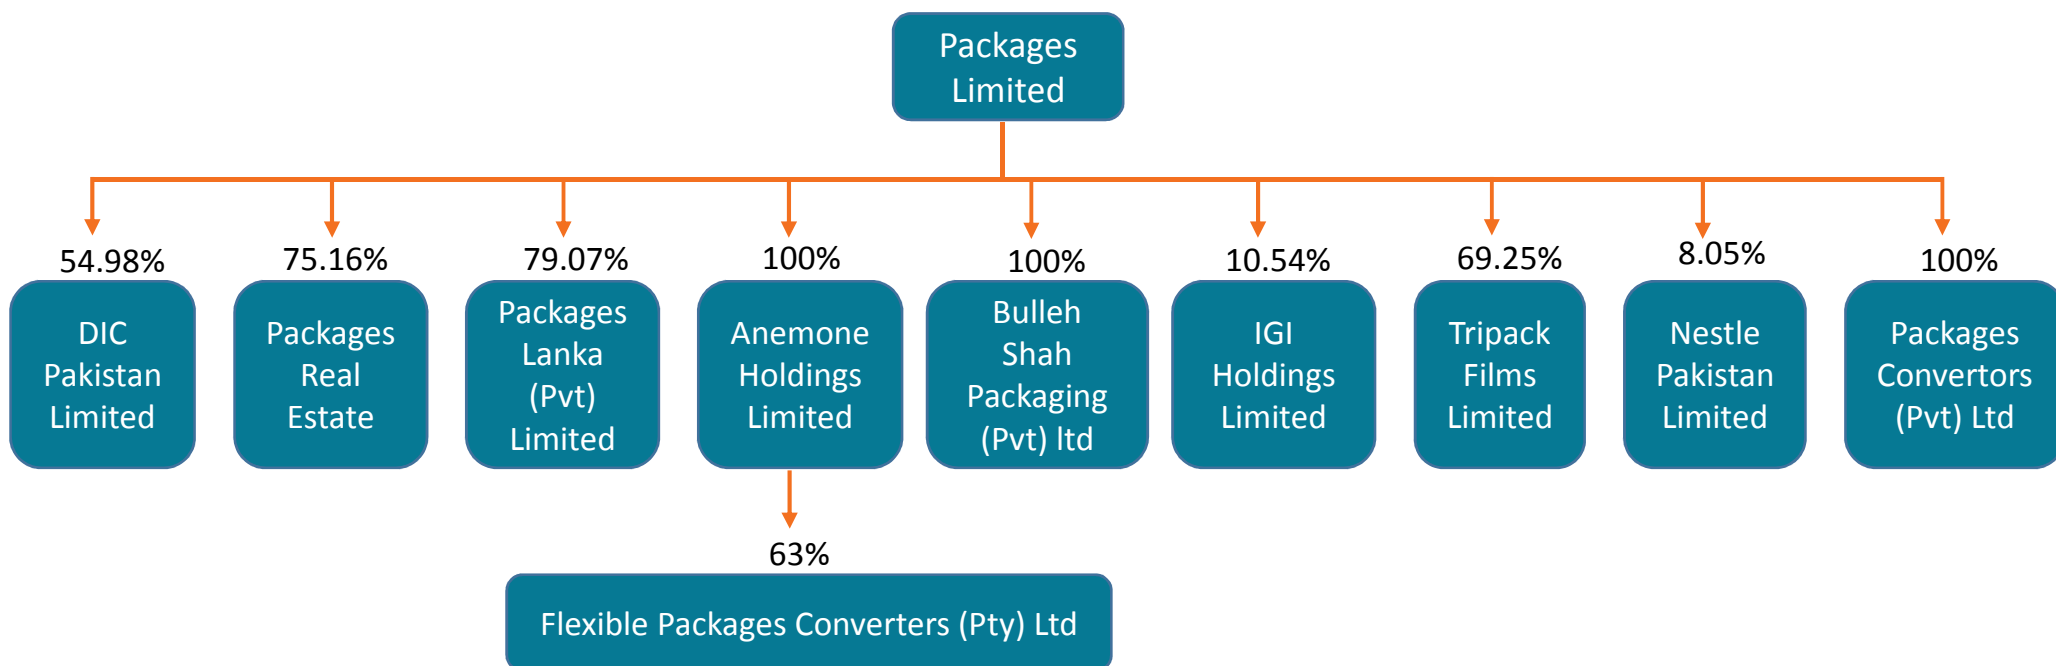 Packages
Limited
54.98%
75.16%
79.07%
100%
100%
10.54%
69.25%
8.05%
100%
DIC
Pakistan
Limited
Packages
Real
Estate
Packages
Lanka
(Pvt)
Limited
Anemone
Holdings
Limited
Bulleh
Shah
Packaging
(Pvt) ltd
IGI
Holdings
Limited
Tripack
Films
Limited
Nestle
Pakistan
Limited
Packages
Convertors
(Pvt) Ltd
63%
Flexible Packages Converters (Pty) Ltd